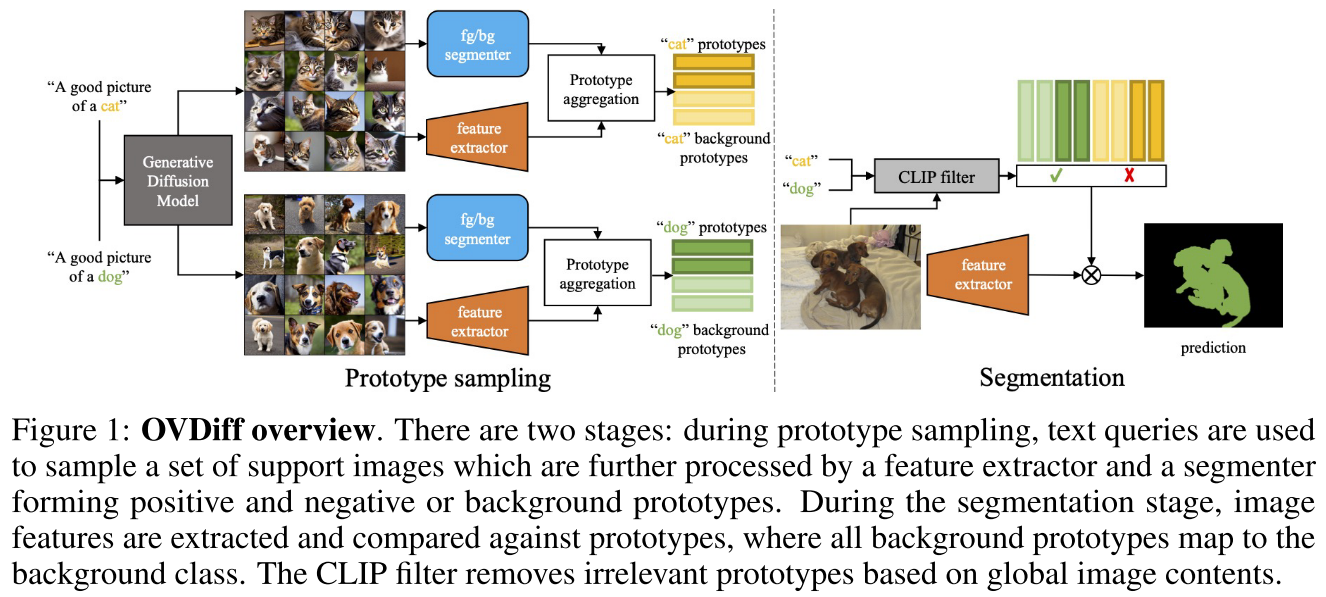 “A good picture
of a cat”
Generative
Diffusion
Model
“A good picture
of a dog”
fg/bg
segmenter
feature
extractor
Prototype
aggregation
“cat” prototypes
“cat” background
prototypes
fg/bg
segmenter
feature
extractor
Prototype
aggregation
“dog” prototypes
“dog” background
prototypes
Prototype sampling
“cat”
“dog”
CLIP filter
✓ ✗
feature
extractor
prediction
Segmentation
Figure 1: OVDiff overview. There are two stages: during prototype sampling, text queries are used
to sample a set of support images which are further processed by a feature extractor and a segmenter
forming positive and negative or background prototypes. During the segmentation stage, image
features are extracted and compared against prototypes, where all background prototypes map to the
background class. The CLIP filter removes irrelevant prototypes based on global image contents.